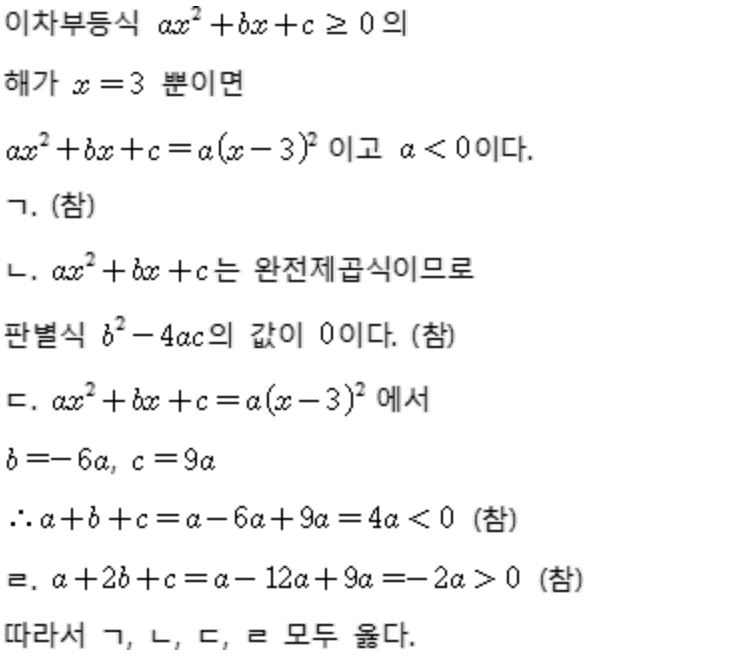 이차부등식 ax²+bx+c ≥ 0의
해가 x=3 뿐이면
ax²+bx+c=a(x-3)² 이고 a<0이다.
ㄱ. (참)
ㄴ. ax²+bx+c는 완전제곱식이므로
판별식 b²-4ac의 값이 0이다. (참)
ㄷ. ax²+bx+c=a(x-3)² 에서
b=-6a, c=9a
∴a+b+c=a-6a+9a=4a<0 (참)
ㄹ. a+2b+c=a-12a+9a=-2a>0 (참)
따라서 ㄱ, ㄴ, ㄷ, ㄹ 모두 옳다.